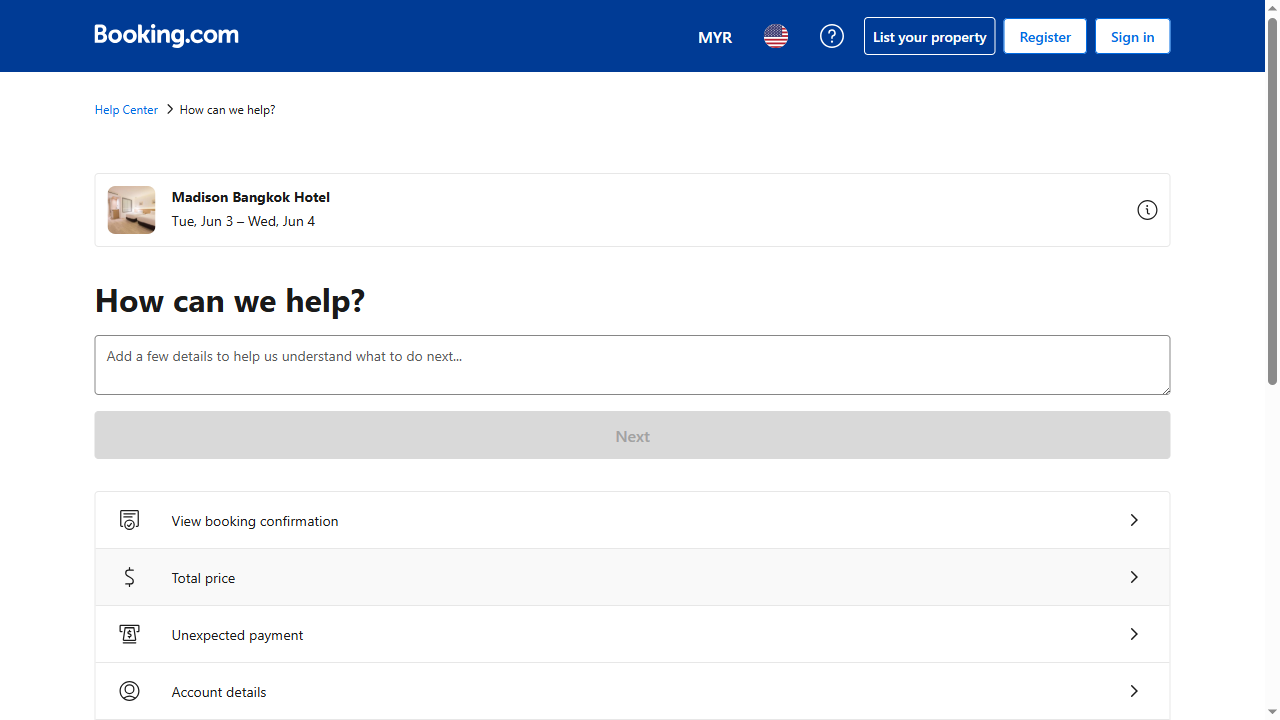 Booking.com
MYR
List your property
Register
Sign in
Help Center
How can we help?
Madison Bangkok Hotel
Tue, Jun 3 – Wed, Jun 4
How can we help?
Add a few details to help us understand what to do next...
Next
View booking confirmation
Total price
Unexpected payment
Account details